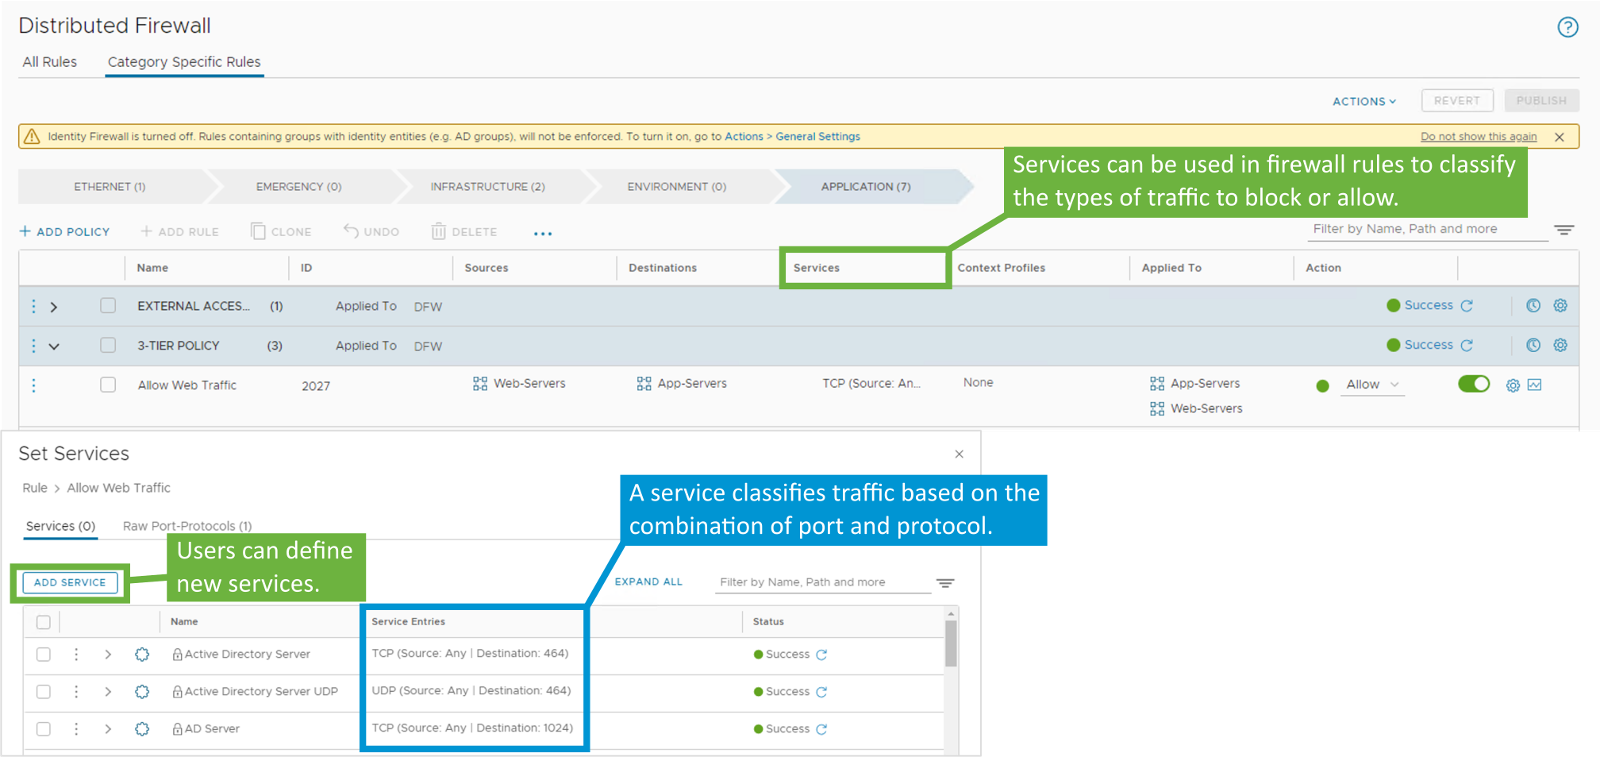 Distributed Firewall
All Rules Category Specific Rules
ACTIONS REVERT PUBLISH
Identity Firewall is turned off. Rules containing groups with identity entities (e.g. AD groups), will not be enforced. To turn it on, go to Actions > General Settings Do not show this again
Services can be used in firewall rules to classify
the types of traffic to block or allow.
ETHERNET (1) EMERGENCY (0) INFRASTRUCTURE (2) ENVIRONMENT (0) APPLICATION (7)
+ ADD POLICY + ADD RULE CLONE UNDO DELETE ... Filter by Name, Path and more
Name ID Sources Destinations Services Context Profiles Applied To Action
EXTERNAL ACCES... (1) Applied To DFW Success
3-TIER POLICY (3) Applied To DFW Success
Allow Web Traffic 2027 Web-Servers App-Servers TCP (Source: An... None App-Servers Allow
Web-Servers
Set Services
Rule > Allow Web Traffic
A service classifies traffic based on the
combination of port and protocol.
Services (0) Raw Port-Protocols (1)
Users can define
new services.
ADD SERVICE EXPAND ALL Filter by Name, Path and more
Name Service Entries Status
Active Directory Server TCP (Source: Any | Destination: 464) Success
Active Directory Server UDP UDP (Source: Any | Destination: 464) Success
AD Server TCP (Source: Any | Destination: 1024) Success